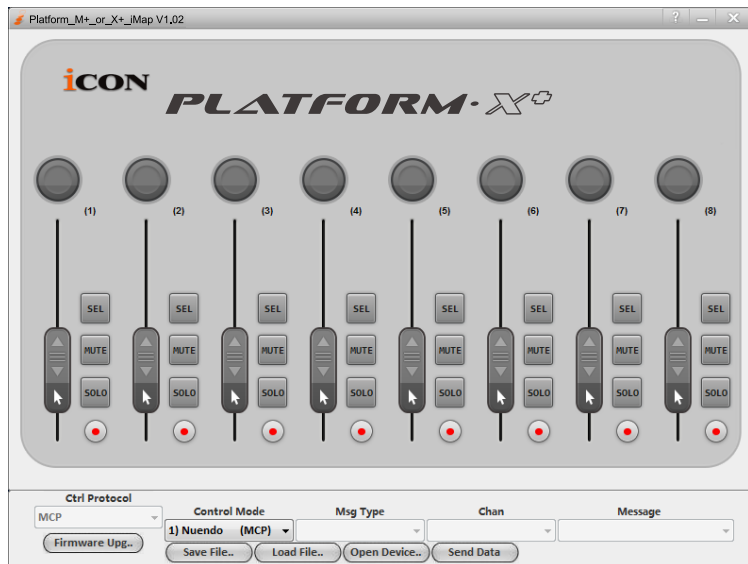 Platform_M+_or_X+_iMap V1.02
? 
iCON
PLATFORM·X+
(1) (2) (3) (4) (5) (6) (7) (8)
SEL SEL SEL SEL SEL SEL SEL SEL
MUTE MUTE MUTE MUTE MUTE MUTE MUTE MUTE
SOLO SOLO SOLO SOLO SOLO SOLO SOLO SOLO
Ctrl Protocol
Control Mode Msg Type Chan Message
MCP
1) Nuendo (MCP)
Firmware Upg..
Save File.. Load File.. Open Device.. Send Data